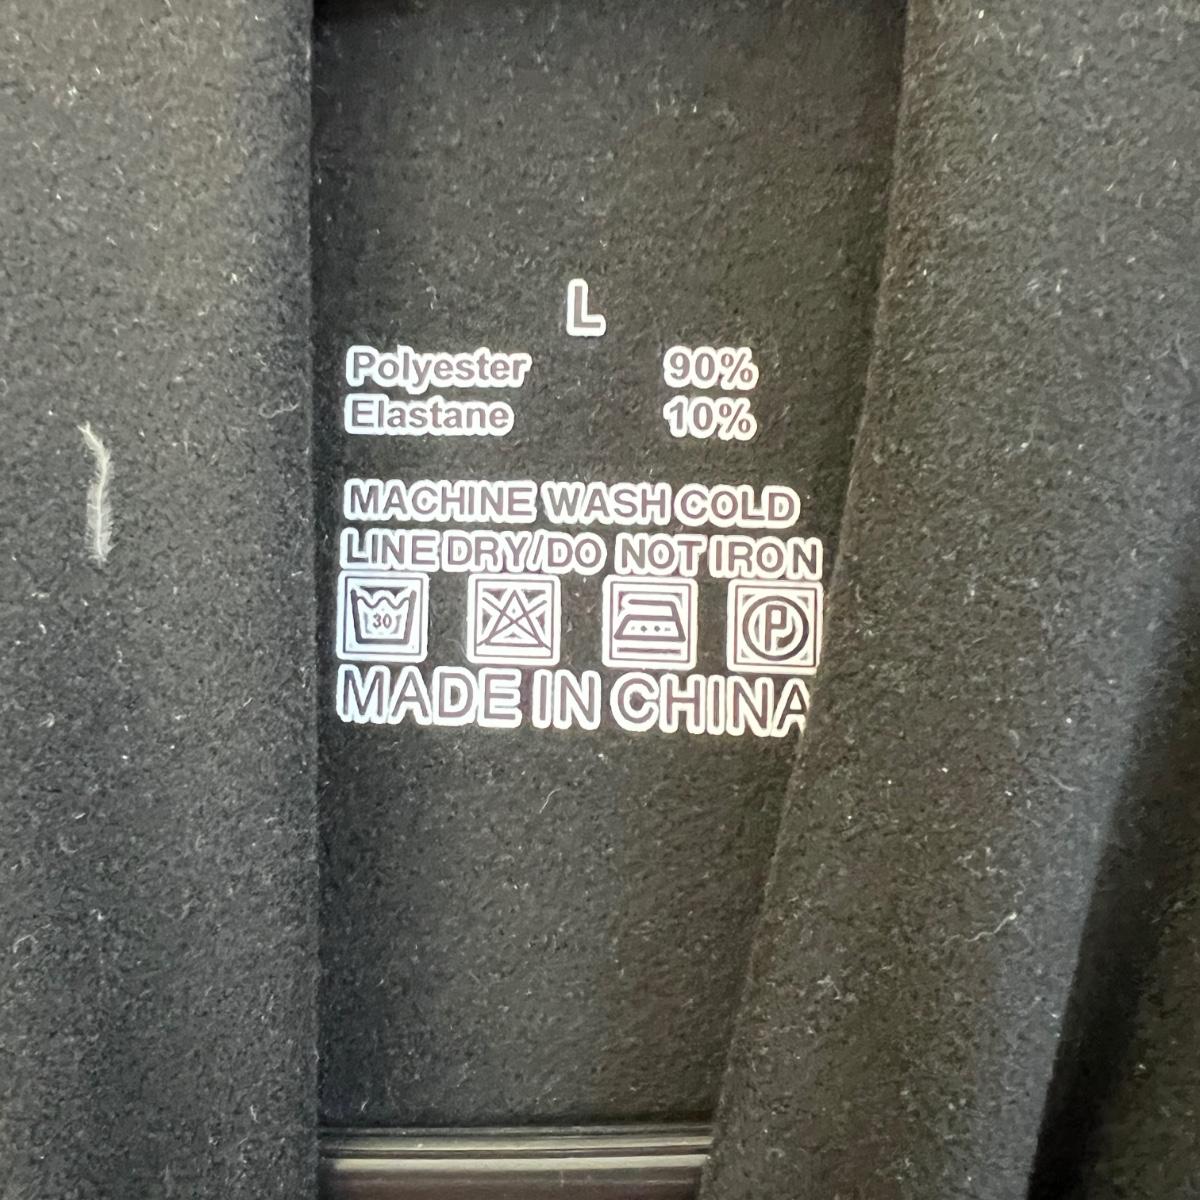 L
Polyester 90%
Elastane 10%
MACHINE WASH COLD
LINE DRY/DO NOT IRON
30 P
MADE IN CHINA